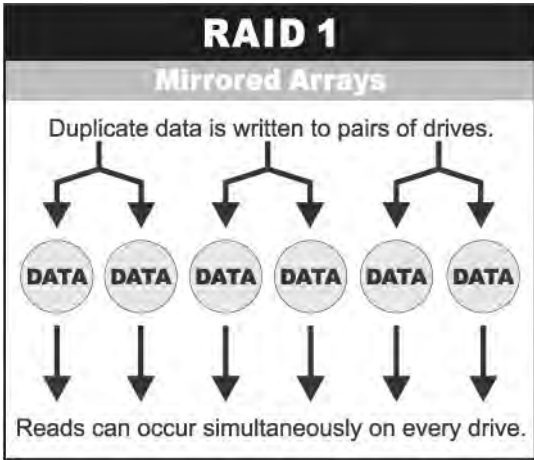 RAID 1
Mirrored Arrays
Duplicate data is written to pairs of drives.
DATA DATA DATA DATA DATA DATA
Reads can occur simultaneously on every drive.